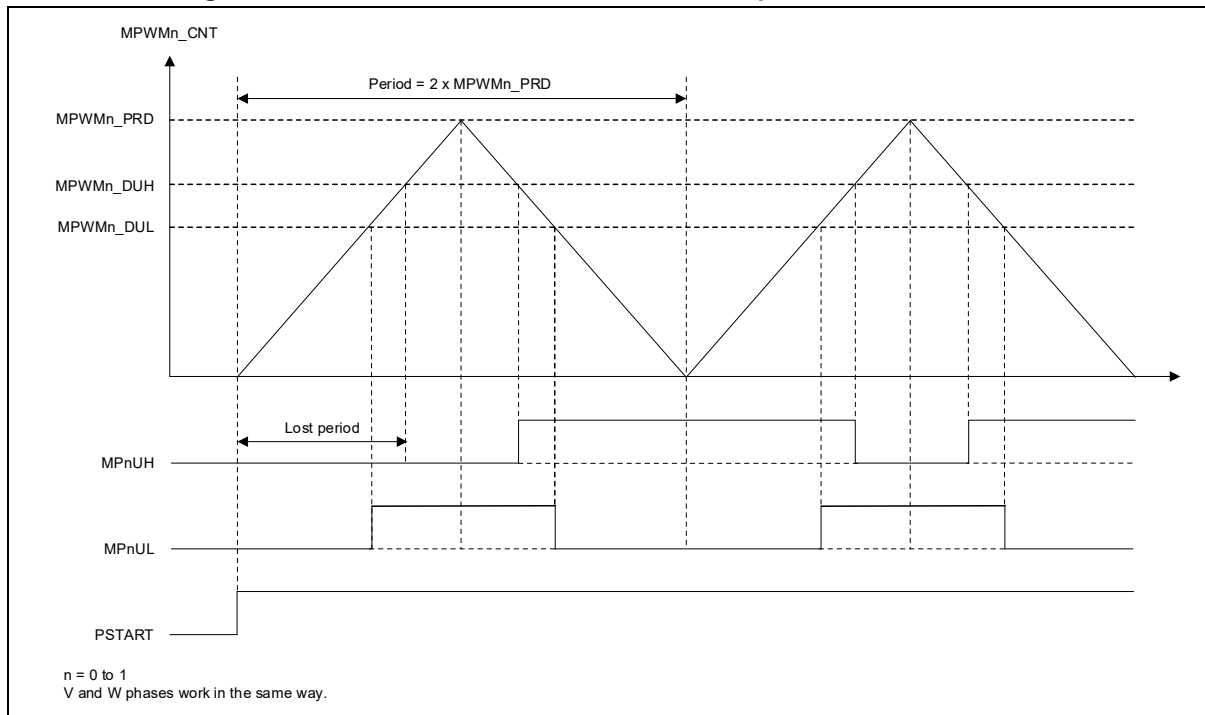 MPWMn_CNT
Period = 2 x MPWMn_PRD
MPWMn_PRD
MPWMn_DUH
MPWMn_DUL
Lost period
MPnUH
MPnUL
PSTART
n = 0 to 1
V and W phases work in the same way.